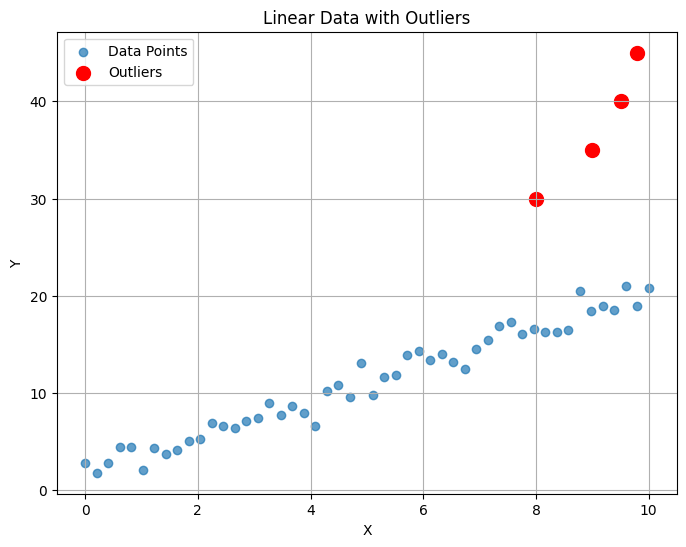 Linear Data with Outliers
Data Points
Outliers
40
30
20
10
0
Y
0 2 4 6 8 10
X